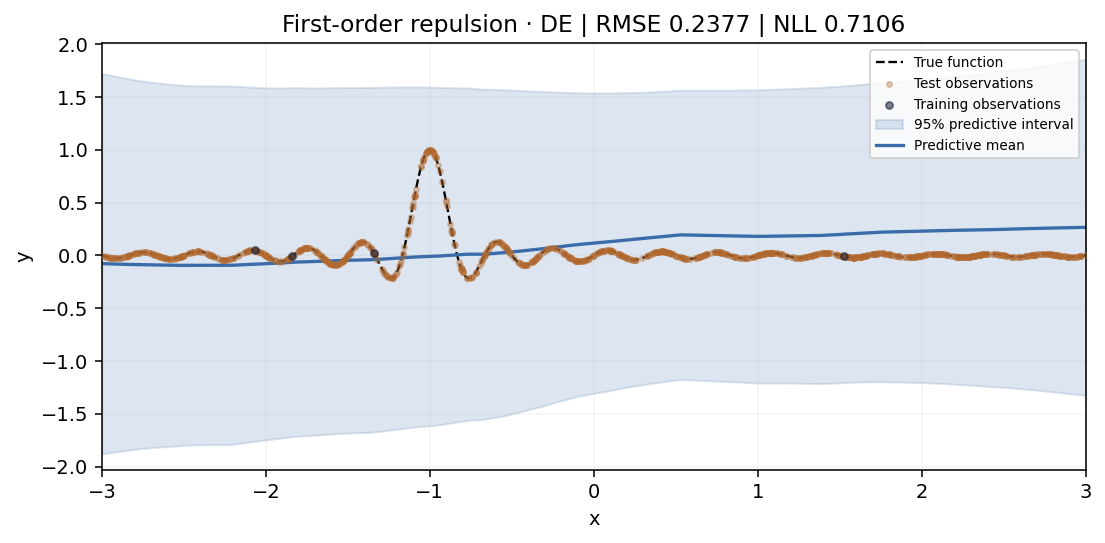 First-order repulsion · DE | RMSE 0.2377 | NLL 0.7106
True function
Test observations
Training observations
95% predictive interval
Predictive mean
2.0
1.5
1.0
0.5
0.0
−0.5
−1.0
−1.5
−2.0
y
−3
−2
−1
0
1
2
3
x